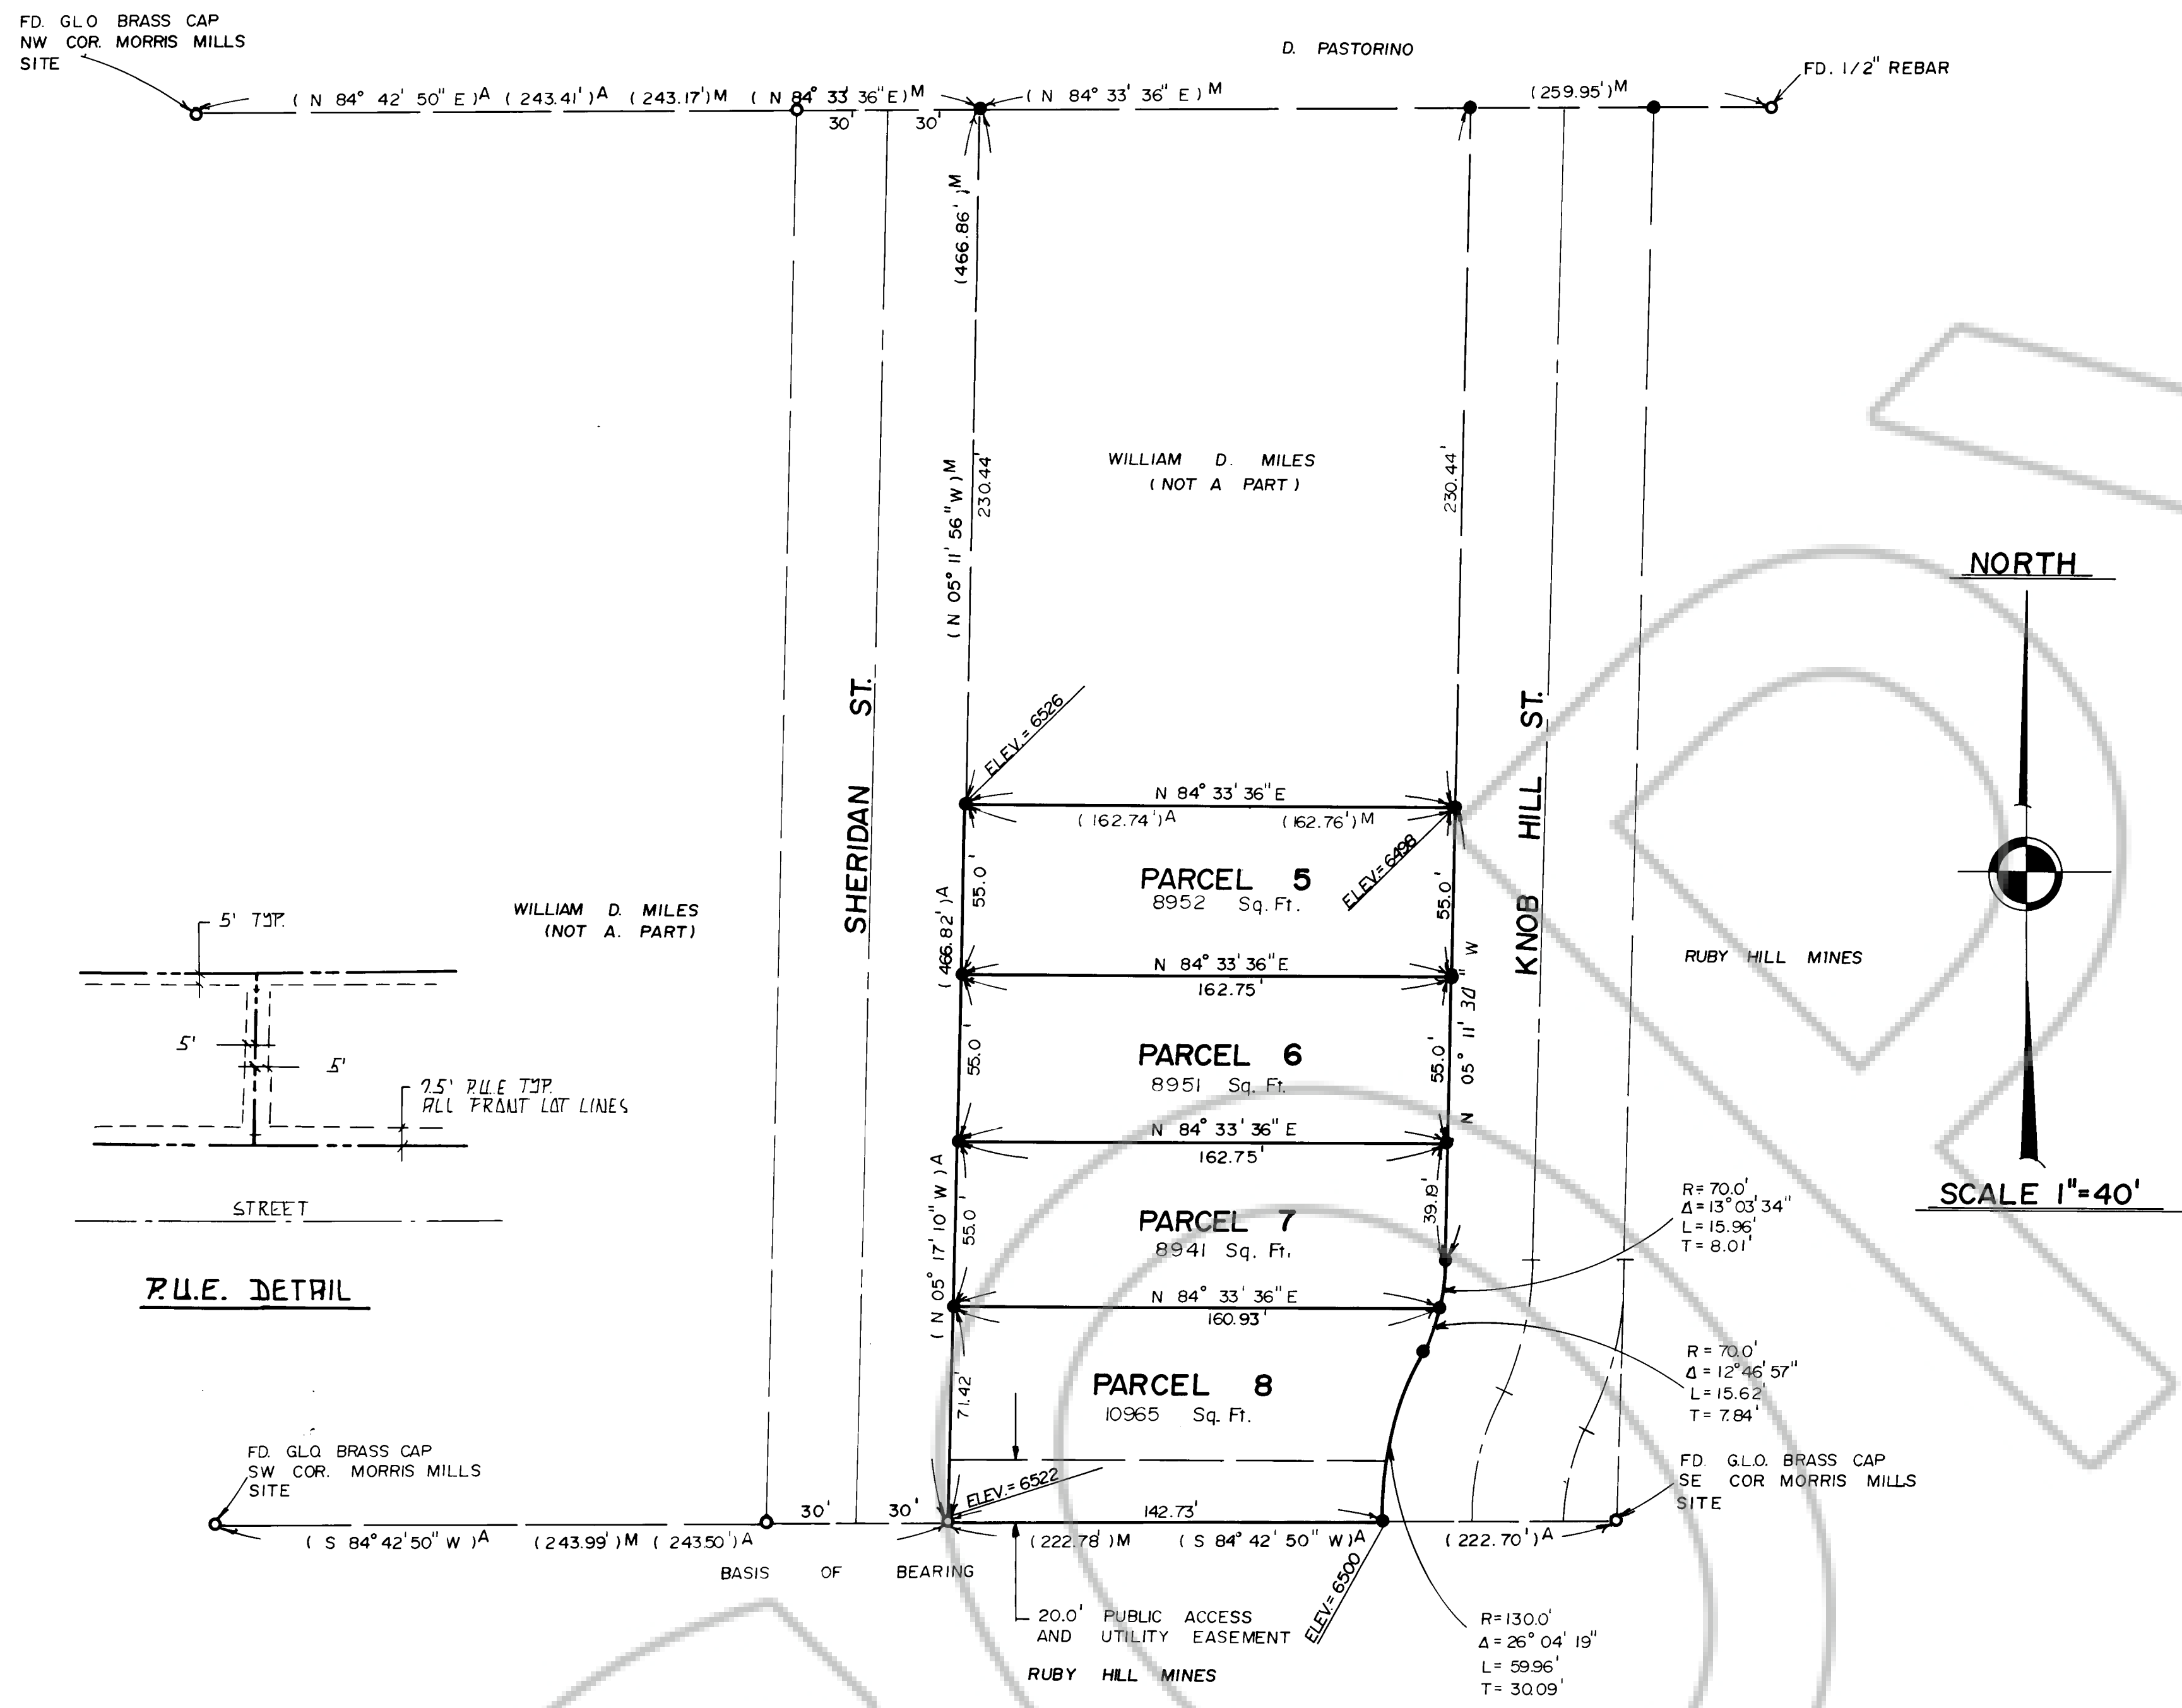 FD. GLO BRASS CAP
NW COR. MORRIS MILLS
SITE
D. PASTORINO
FD. 1/2" REBAR
( N 84° 42' 50" E )A ( 243.41' )A ( 243.17' )M ( N 84° 33' 36" E )M
( N 84° 33' 36" E ) M
(259.95')M
30' 30'
( 466.86' )M
WILLIAM D. MILES
( NOT A PART )
230.44'
230.44'
( N 05° 11' 56" W )M
NORTH
SHERIDAN ST.
KNOB HILL ST.
ELEV. = 6526
N 84° 33' 36" E
( 162.74' )A (162.76' ) M
ELEV.= 6498
PARCEL 5
8952 Sq. Ft.
55.0'
55.0'
( 466.82' ) A
WILLIAM D. MILES
(NOT A. PART)
5' TYP.
RUBY HILL MINES
N 84° 33' 36" E
162.75'
N 05° 11' 30" W
PARCEL 6
8951 Sq. Ft.
55.0'
55.0'
5' 5'
7.5' P.U.E TYP.
ALL FRONT LOT LINES
N 84° 33' 36" E
162.75'
STREET
P.U.E. DETAIL
( N 05° 17' 10" W ) A
55.0'
39.19'
PARCEL 7
8941 Sq. Ft.
R= 70.0'
Δ = 13° 03' 34"
L = 15.96'
T = 8.01'
SCALE 1"=40'
N 84° 33' 36" E
160.93'
R = 70.0'
Δ = 12° 46' 57"
L = 15.62'
T = 7.84'
PARCEL 8
10965 Sq. Ft.
71.42'
FD. GLO. BRASS CAP
SW COR. MORRIS MILLS
SITE
FD. G.L.O. BRASS CAP
SE COR MORRIS MILLS
SITE
ELEV.= 6522
30' 30'
142.73'
( S 84° 42' 50" W )A (243.99' )M ( 243.50' ) A
(222.78' )M ( S 84° 42' 50" W )A
( 222.70' ) A
BASIS OF BEARING
ELEV.= 6500
20.0' PUBLIC ACCESS
AND UTILITY EASEMENT
RUBY HILL MINES
R=130.0'
Δ = 26° 04' 19"
L= 59.96'
T = 30.09'